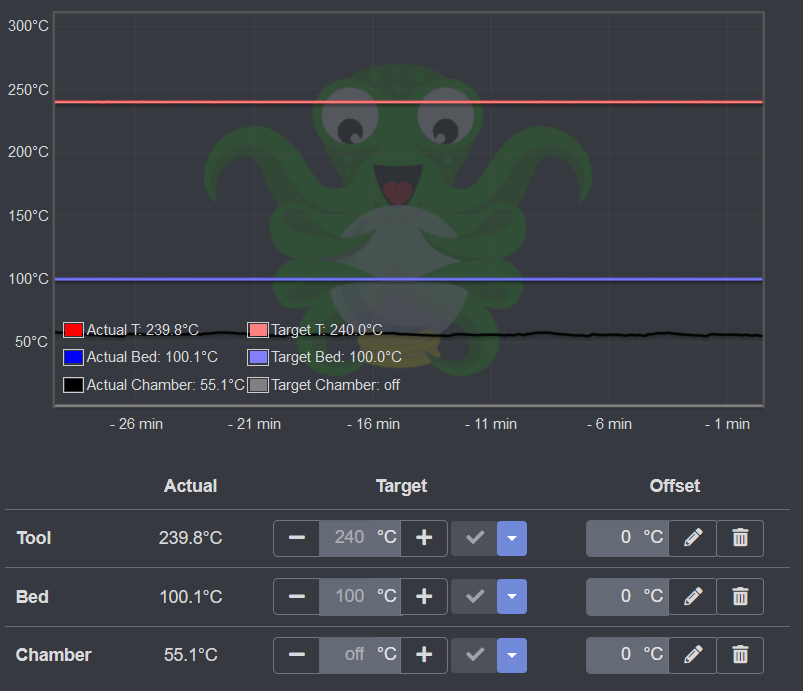 300°C
250°C
200°C
150°C
100°C
50°C
Actual T: 239.8°C Target T: 240.0°C
Actual Bed: 100.1°C Target Bed: 100.0°C
Actual Chamber: 55.1°C Target Chamber: off
- 26 min - 21 min - 16 min - 11 min - 6 min - 1 min
Actual Target Offset
Tool 239.8°C 240 °C 0 °C
Bed 100.1°C 100 °C 0 °C
Chamber 55.1°C off °C 0 °C